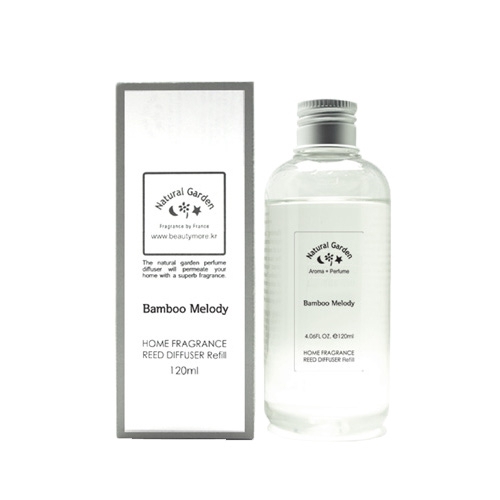 Natural Garden
Fragrance by France
www.beautymore.kr
The natural garden perfume
diffuser will permeate your
home with a superb fragrance.
Bamboo Melody
HOME FRAGRANCE
REED DIFFUSER Refill
120ml
Natural Garden
Aroma + Perfume
Bamboo Melody
4.06FL.OZ. ℮120ml
HOME FRAGRANCE
REED DIFFUSER Refill